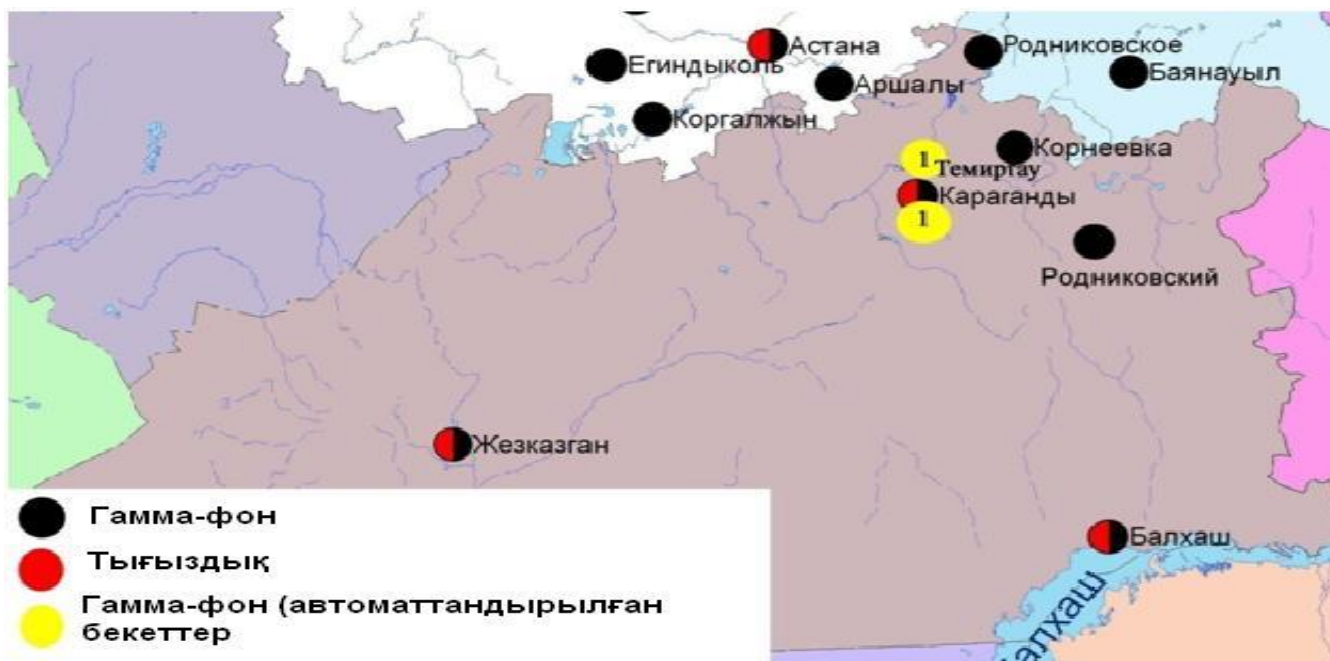 Астана
Родниковское
Егиндыколь
Баянауыл
Аршалы
Коргалжын
Корнеевка
1
Темиртау
Караганды
1
Родниковский
Жезказган
Балхаш
алхаш
Гамма-фон
Тығыздық
Гамма-фон (автоматтандырылған
бекеттер